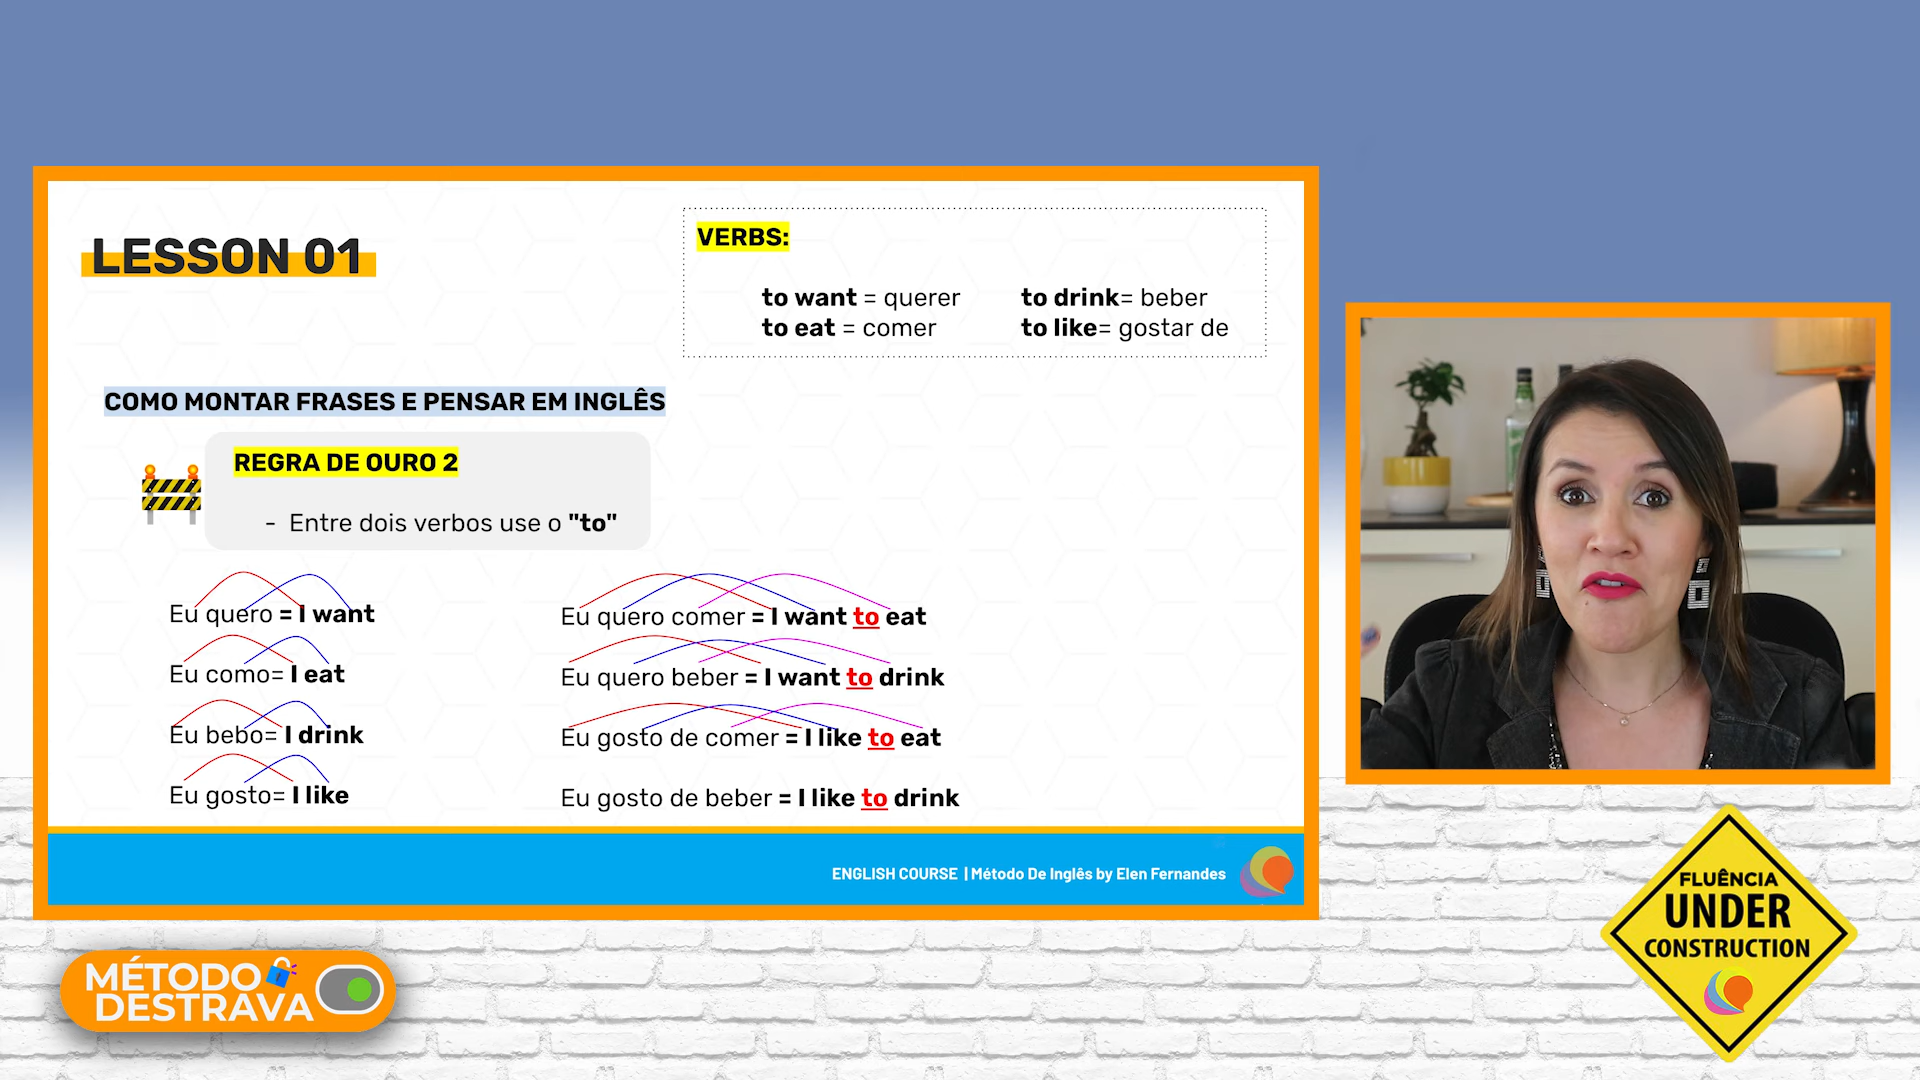 LESSON 01
VERBS:
to want = querer
to eat = comer
to drink= beber
to like= gostar de
COMO MONTAR FRASES E PENSAR EM INGLÊS
REGRA DE OURO 2
- Entre dois verbos use o "to"
Eu quero = I want
Eu como= I eat
Eu bebo= I drink
Eu gosto= I like
Eu quero comer = I want to eat
Eu quero beber = I want to drink
Eu gosto de comer = I like to eat
Eu gosto de beber = I like to drink
ENGLISH COURSE | Método De Inglês by Elen Fernandes
MÉTODO
DESTRAVA
FLUÊNCIA
UNDER
CONSTRUCTION